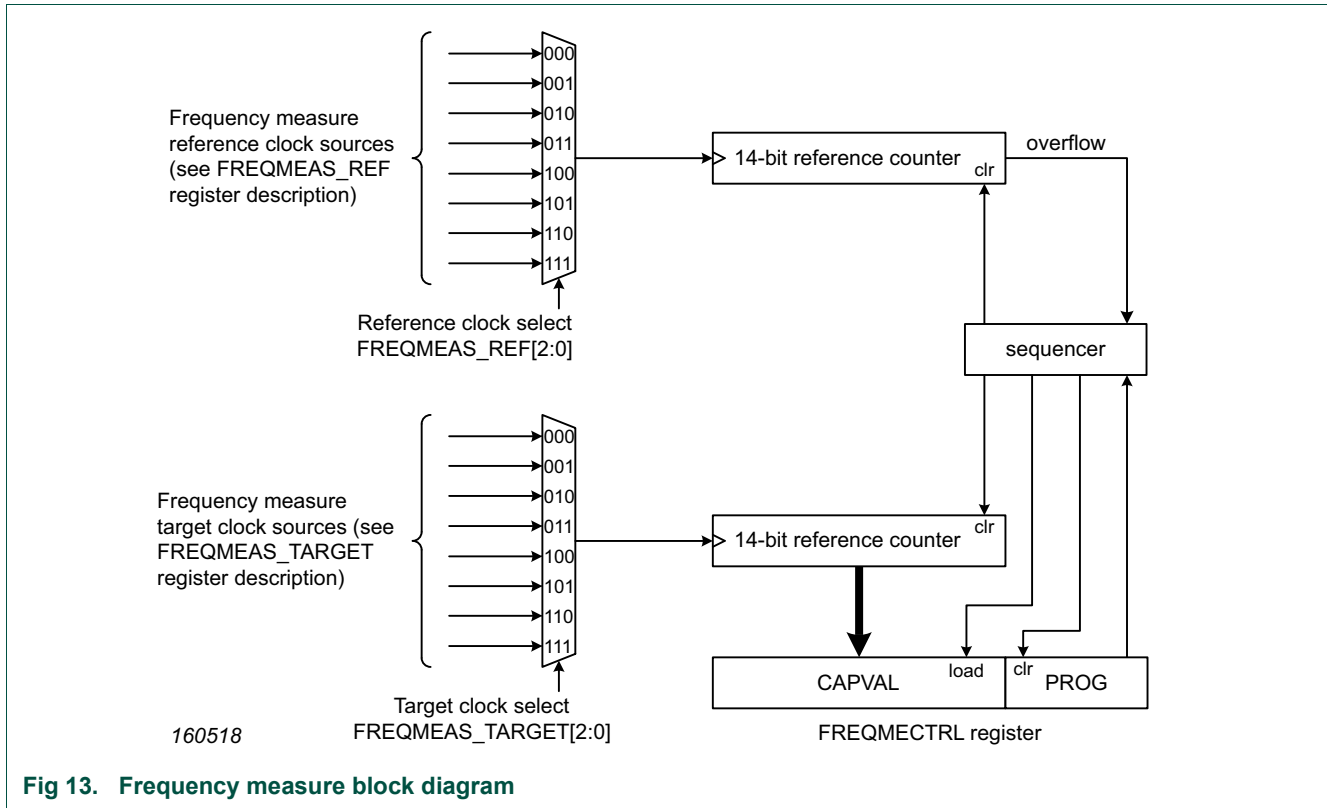 Frequency measure
reference clock sources
(see FREQMEAS_REF
register description)
000
001
010
011
100
101
110
111
Reference clock select
FREQMEAS_REF[2:0]
14-bit reference counter
clr
overflow
sequencer
Frequency measure
target clock sources (see
FREQMEAS_TARGET
register description)
000
001
010
011
100
101
110
111
Target clock select
FREQMEAS_TARGET[2:0]
14-bit reference counter
clr
load
clr
CAPVAL
PROG
FREQMECTRL register
160518
Fig 13. Frequency measure block diagram